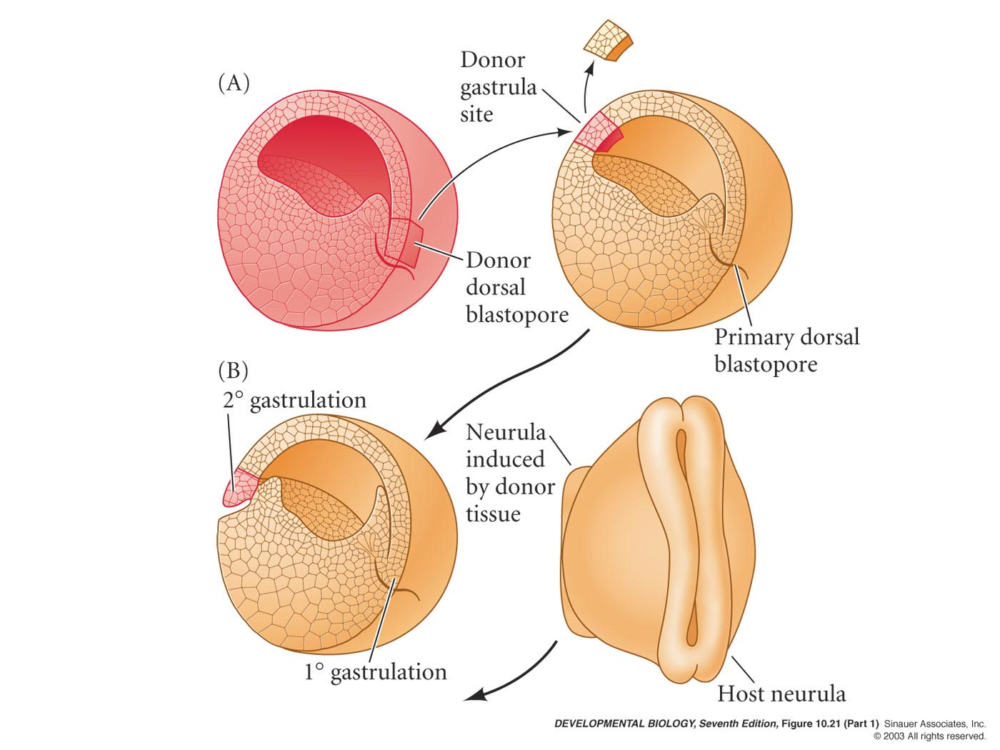 (A)
Donor
gastrula
site
Donor
dorsal
blastopore
Primary dorsal
blastopore
(B)
2° gastrulation
1° gastrulation
Neurula
induced
by donor
tissue
Host neurula
DEVELOPMENTAL BIOLOGY, Seventh Edition, Figure 10.21 (Part 1) Sinauer Associates, Inc.
© 2003 All rights reserved.